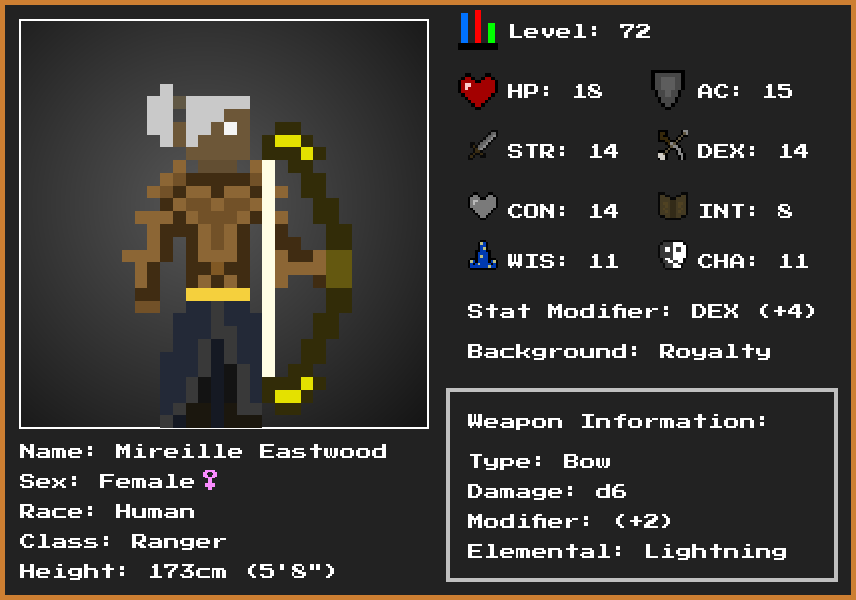 Level: 72
HP: 18
AC: 15
STR: 14
DEX: 14
CON: 14
INT: 8
WIS: 11
CHA: 11
Stat Modifier: DEX (+4)
Background: Royalty
Weapon Information:
Type: Bow
Damage: d6
Modifier: (+2)
Elemental: Lightning
Name: Mireille Eastwood
Sex: Female♀
Race: Human
Class: Ranger
Height: 173cm (5'8")